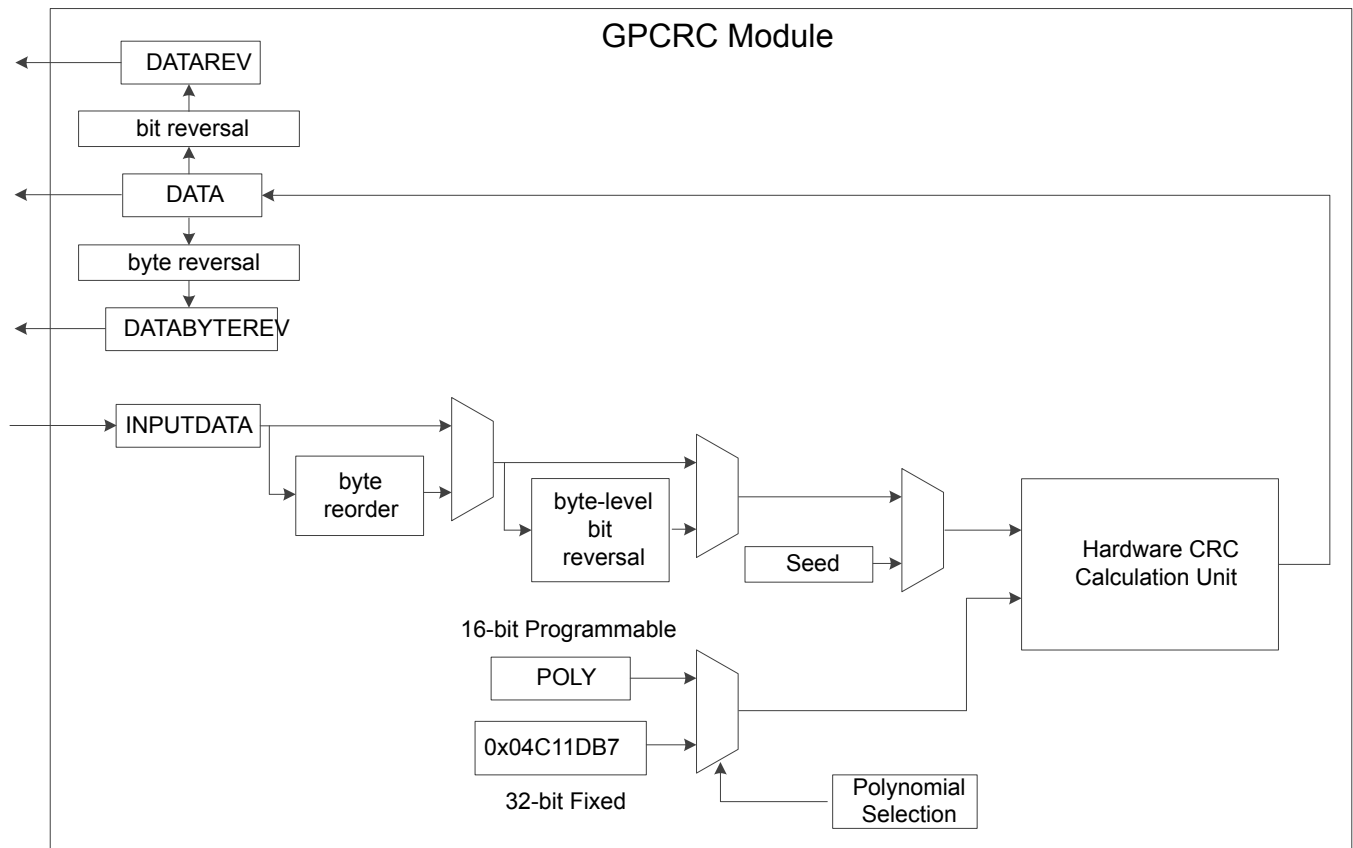 GPCRC Module
DATAREV
bit reversal
DATA
byte reversal
DATABYTEREV
INPUTDATA
byte
reorder
byte-level
bit
reversal
Seed
Hardware CRC
Calculation Unit
16-bit Programmable
POLY
0x04C11DB7
32-bit Fixed
Polynomial
Selection